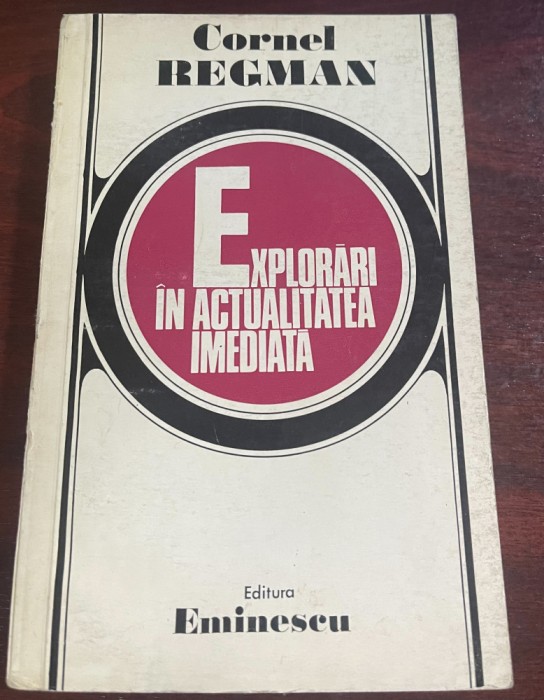 Cornel
REGMAN
EXPLORĂRI
ÎN ACTUALITATEA
IMEDIATĂ
Editura
Eminescu